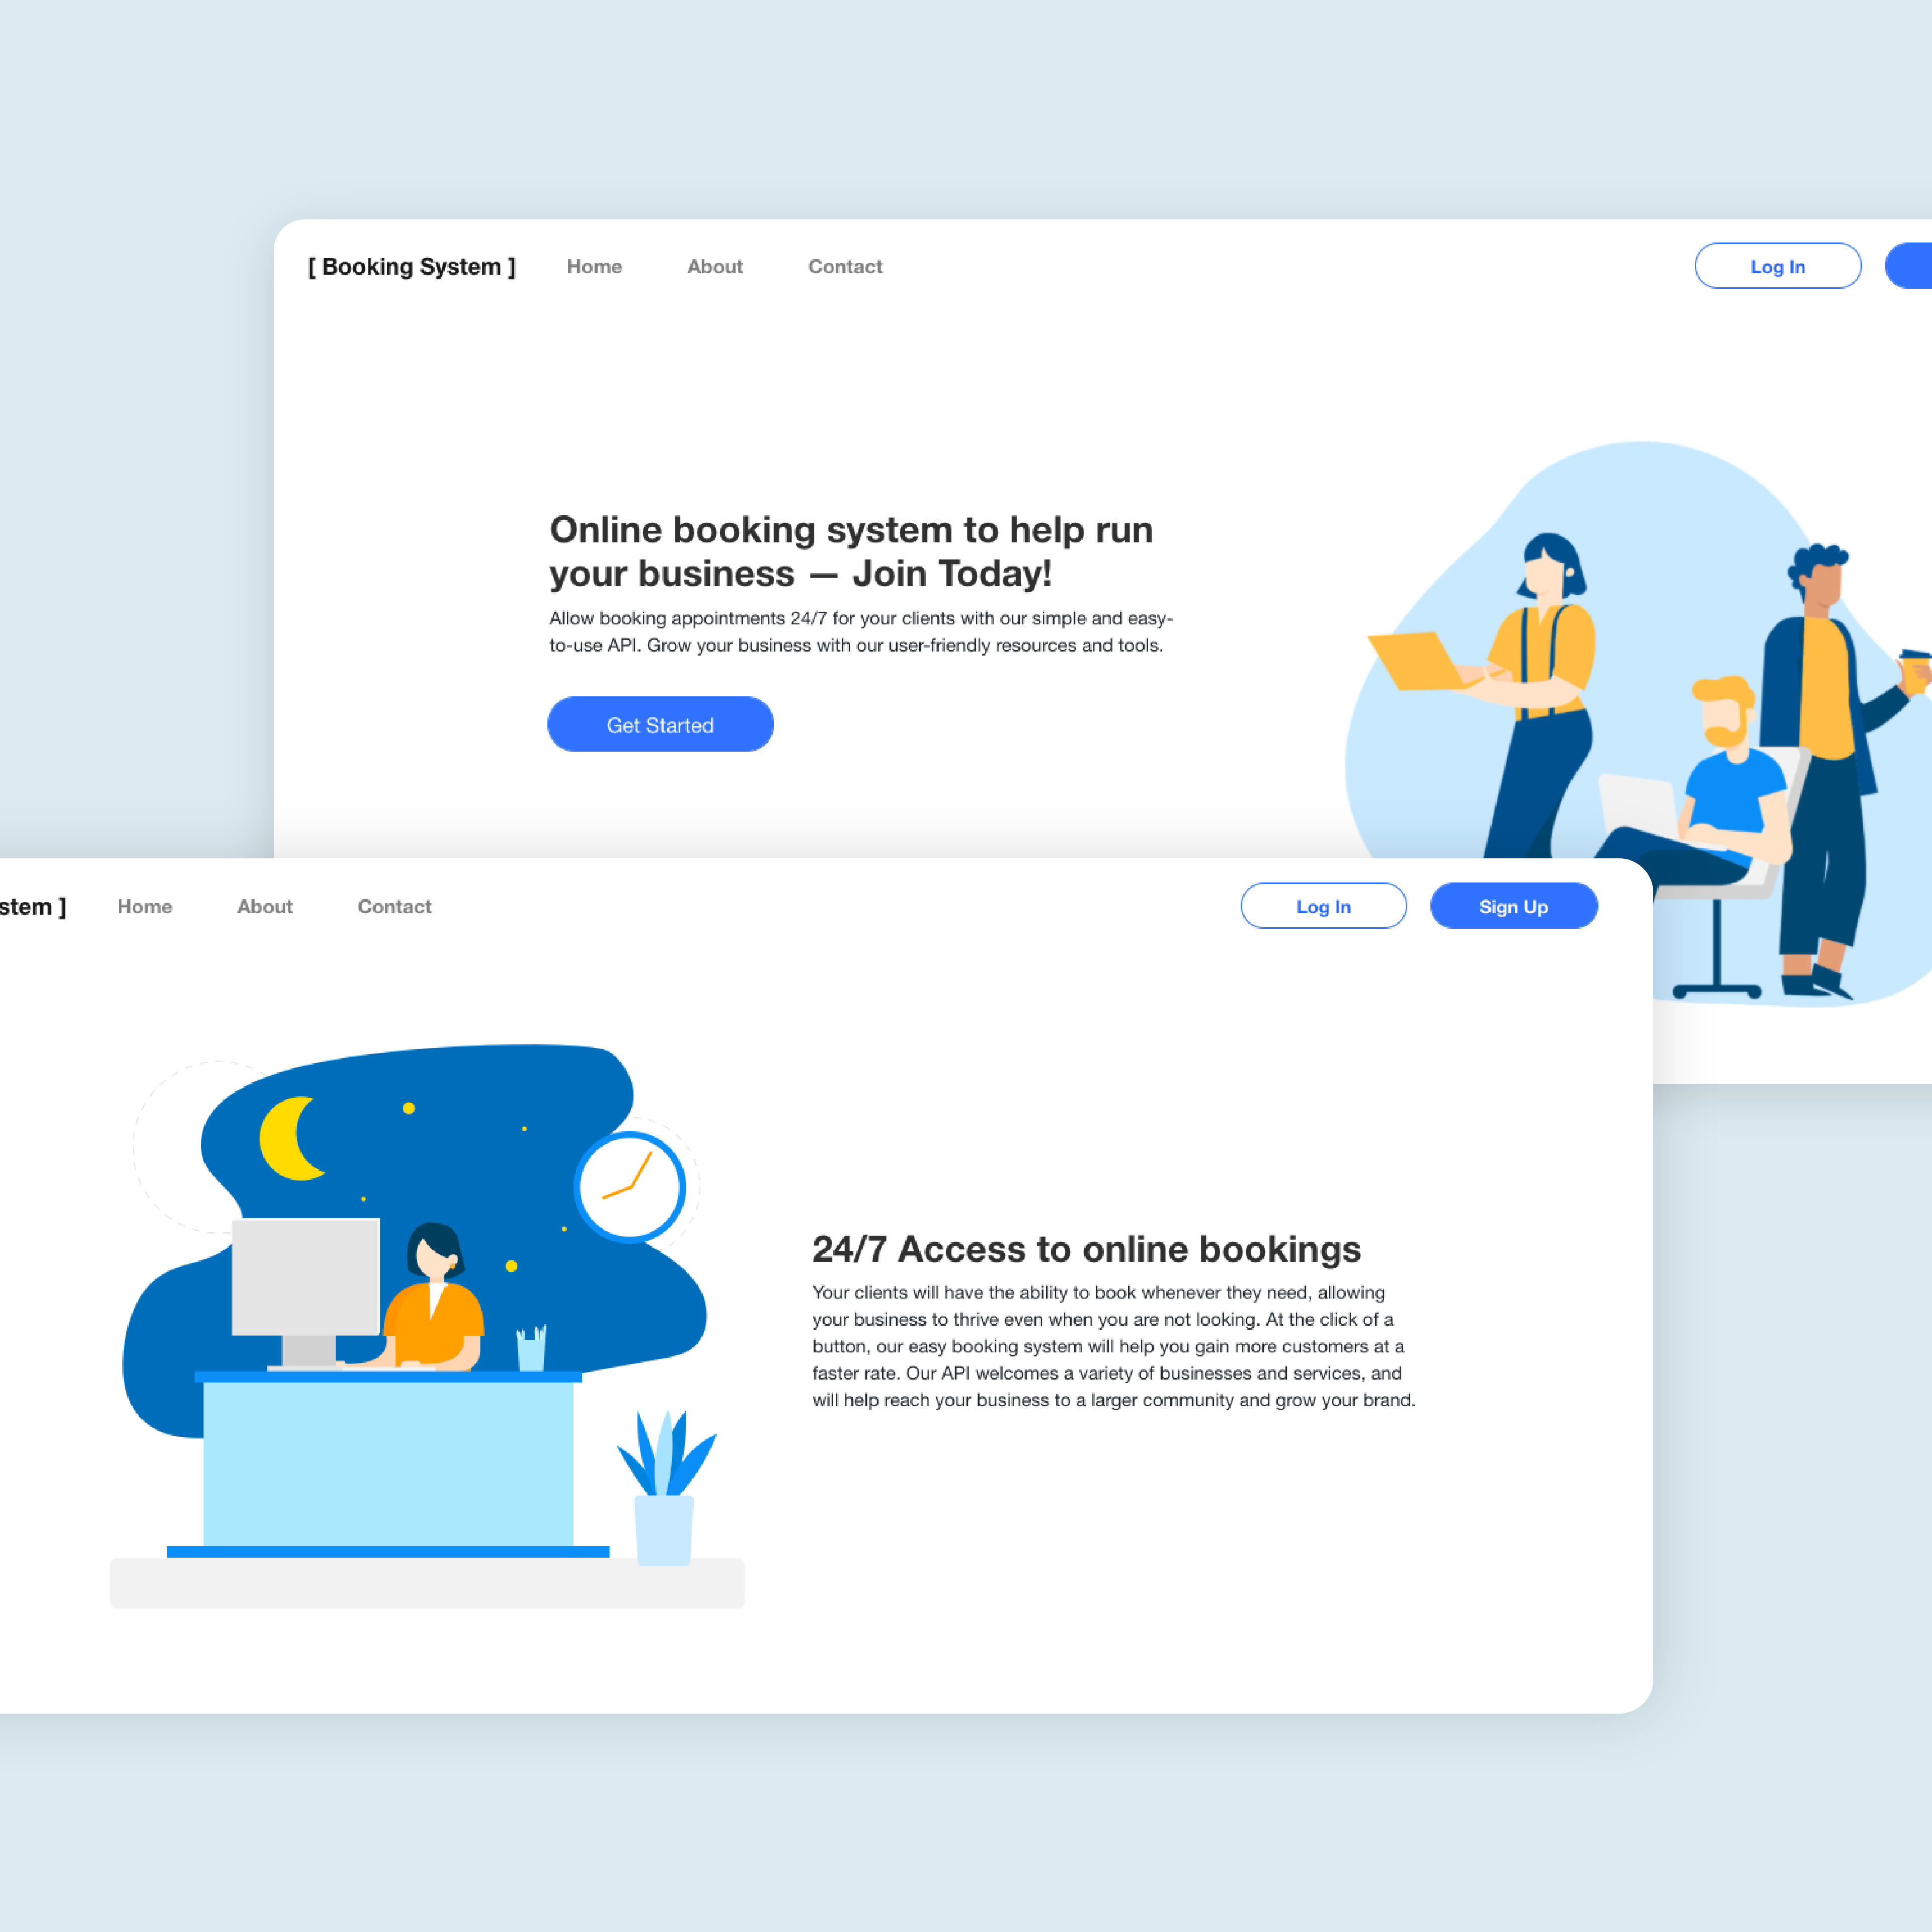 [ Booking System ] Home About Contact Log In
Online booking system to help run
your business — Join Today!
Allow booking appointments 24/7 for your clients with our simple and easy-
to-use API. Grow your business with our user-friendly resources and tools.
Get Started
stem ] Home About Contact Log In Sign Up
24/7 Access to online bookings
Your clients will have the ability to book whenever they need, allowing
your business to thrive even when you are not looking. At the click of a
button, our easy booking system will help you gain more customers at a
faster rate. Our API welcomes a variety of businesses and services, and
will help reach your business to a larger community and grow your brand.